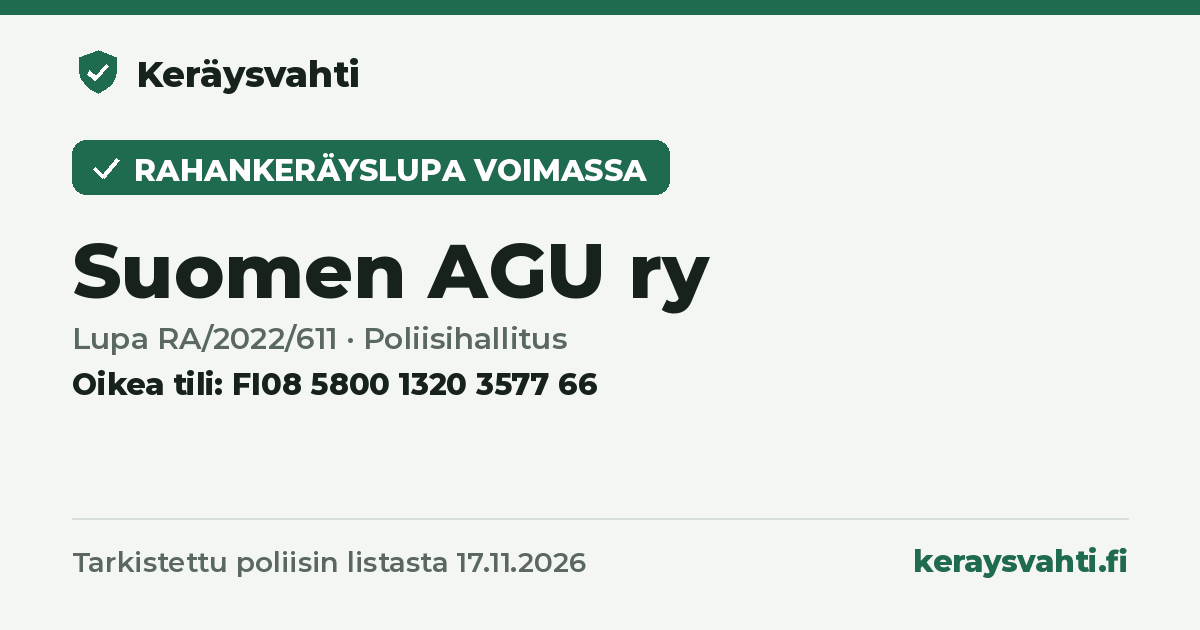 Keräysvahti
RAHANKERÄYSLUPA VOIMASSA
Suomen AGU ry
Lupa RA/2022/611 · Poliisihallitus
Oikea tili: FI08 5800 1320 3577 66
Tarkistettu poliisin listasta 17.11.2026
keraysvahti.fi